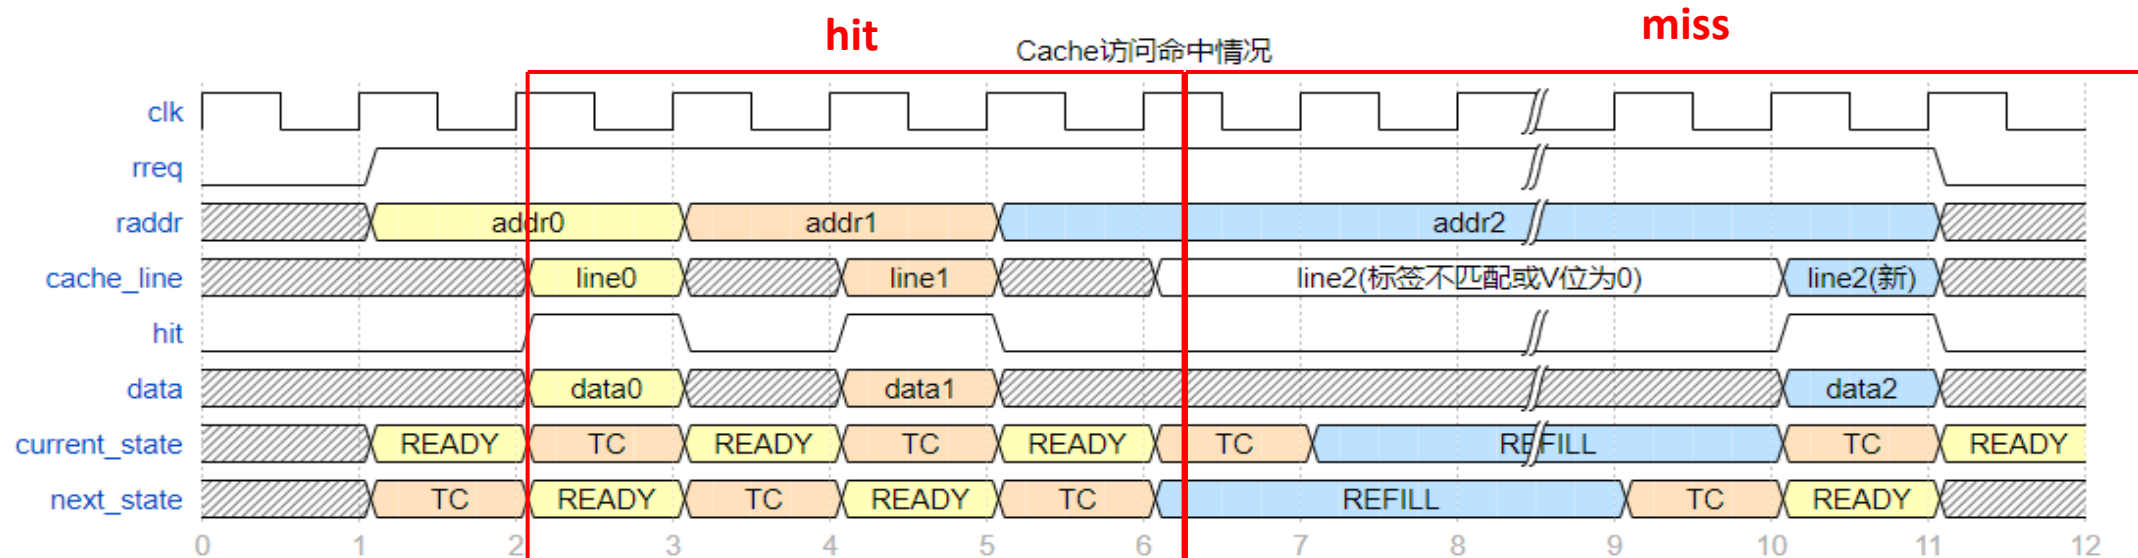 hit
miss
Cache访问命中情况
clk
rreq
raddr addr0 addr1 addr2
cache_line line0 line1 line2(标签不匹配或V位为0) line2(新)
hit
data data0 data1 data2
current_state READY TC READY TC READY TC REFILL TC READY
next_state TC READY TC READY TC REFILL TC READY
0 1 2 3 4 5 6 7 8 9 10 11 12